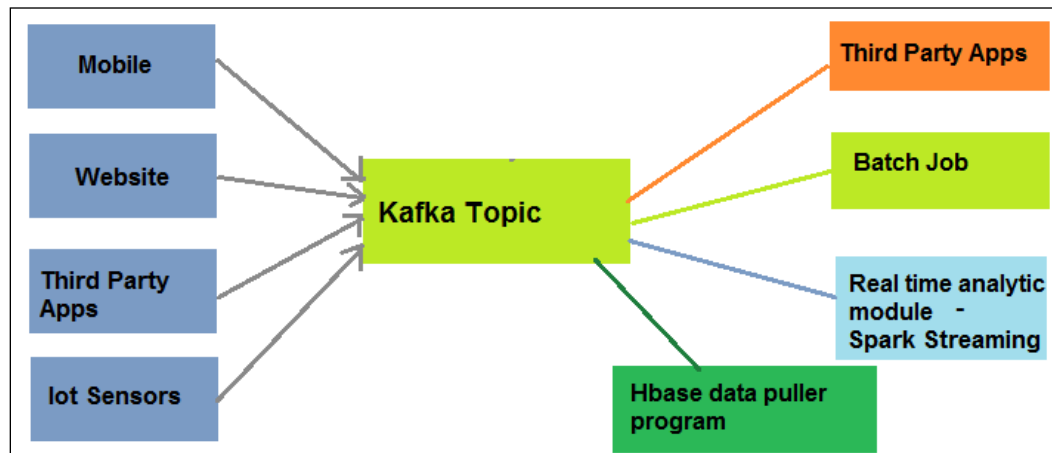 Mobile
Website
Third Party
Apps
Iot Sensors
Kafka Topic
Third Party Apps
Batch Job
Real time analytic
module -
Spark Streaming
Hbase data puller
program